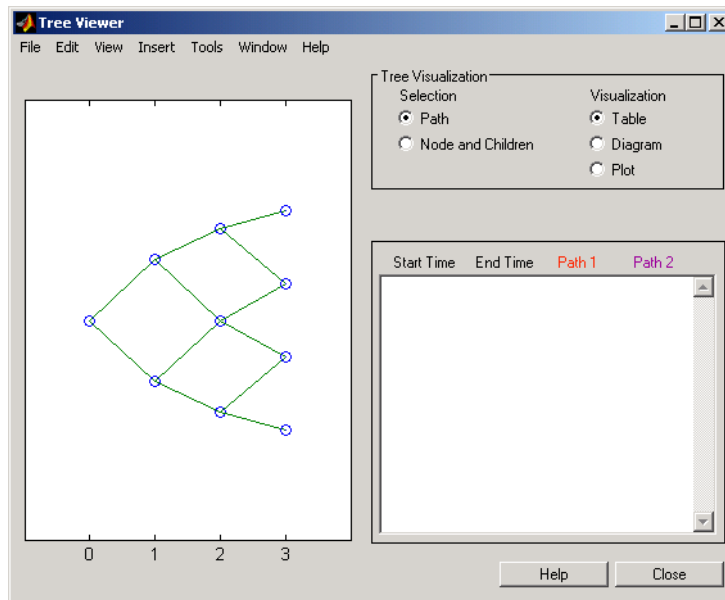 Tree Viewer
File Edit View Insert Tools Window Help
Tree Visualization
Selection Visualization
Path Table
Node and Children Diagram
Plot
Start Time End Time Path 1 Path 2
0 1 2 3
Help Close